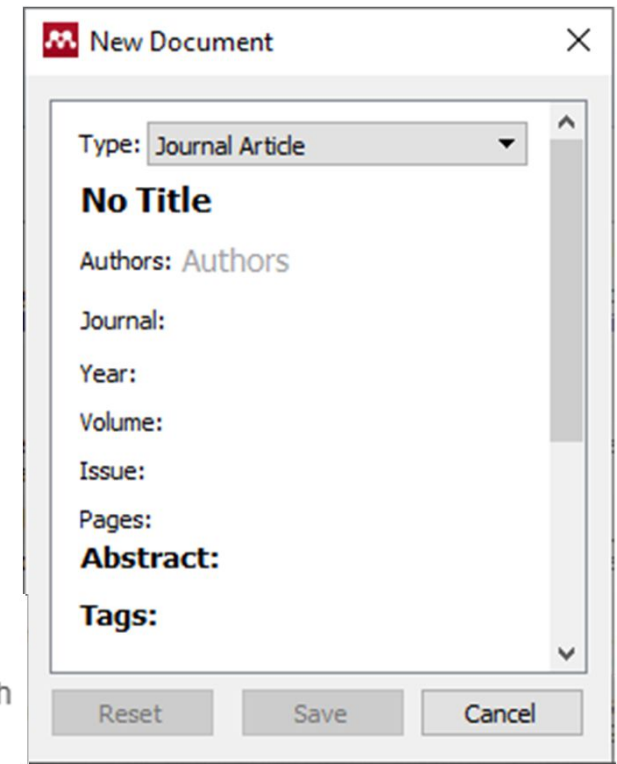 New Document
Type: Journal Article
No Title
Authors: Authors
Journal:
Year:
Volume:
Issue:
Pages:
Abstract:
Tags:
h
Reset Save Cancel